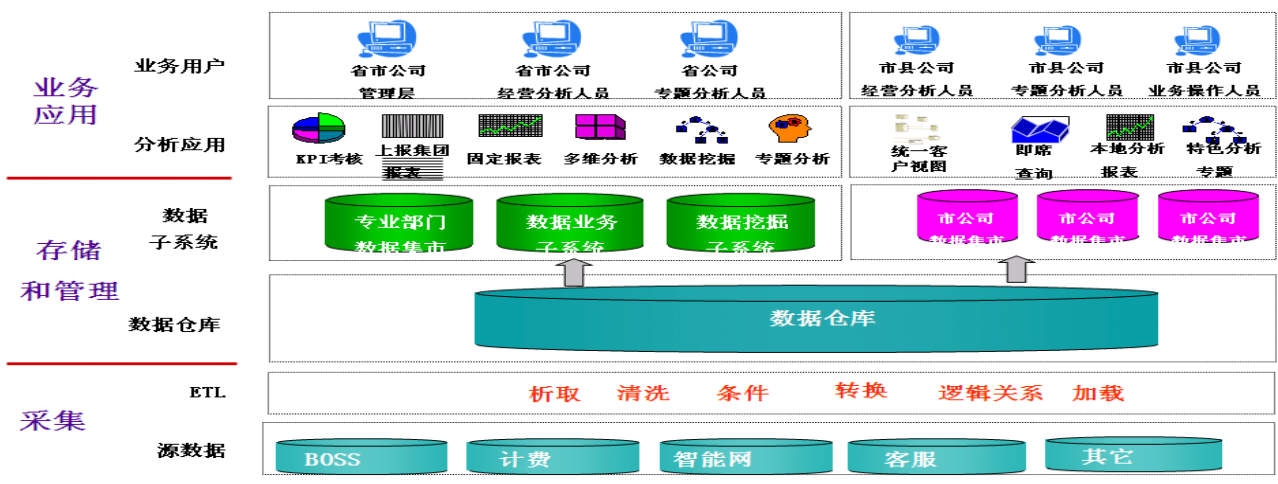 业务
应用
业务用户
省市公司
管理层
省市公司
经营分析人员
省公司
专题分析人员
市县公司
经营分析人员
市县公司
专题分析人员
市县公司
业务操作人员
分析应用
KPI考核
上报集团
报表
固定报表
多维分析
数据挖掘
专题分析
统一客
户视图
即席
查询
本地分析
报表
特色分析
专题
存储
和管理
数据
子系统
专业部门
数据集市
数据业务
子系统
数据挖掘
子系统
市公司
数据集市
市公司
数据集市
市公司
数据集市
数据仓库
数据仓库
采集
ETL
析取 清洗 条件 转换 逻辑关系 加载
源数据
BOSS
计费
智能网
客服
其它